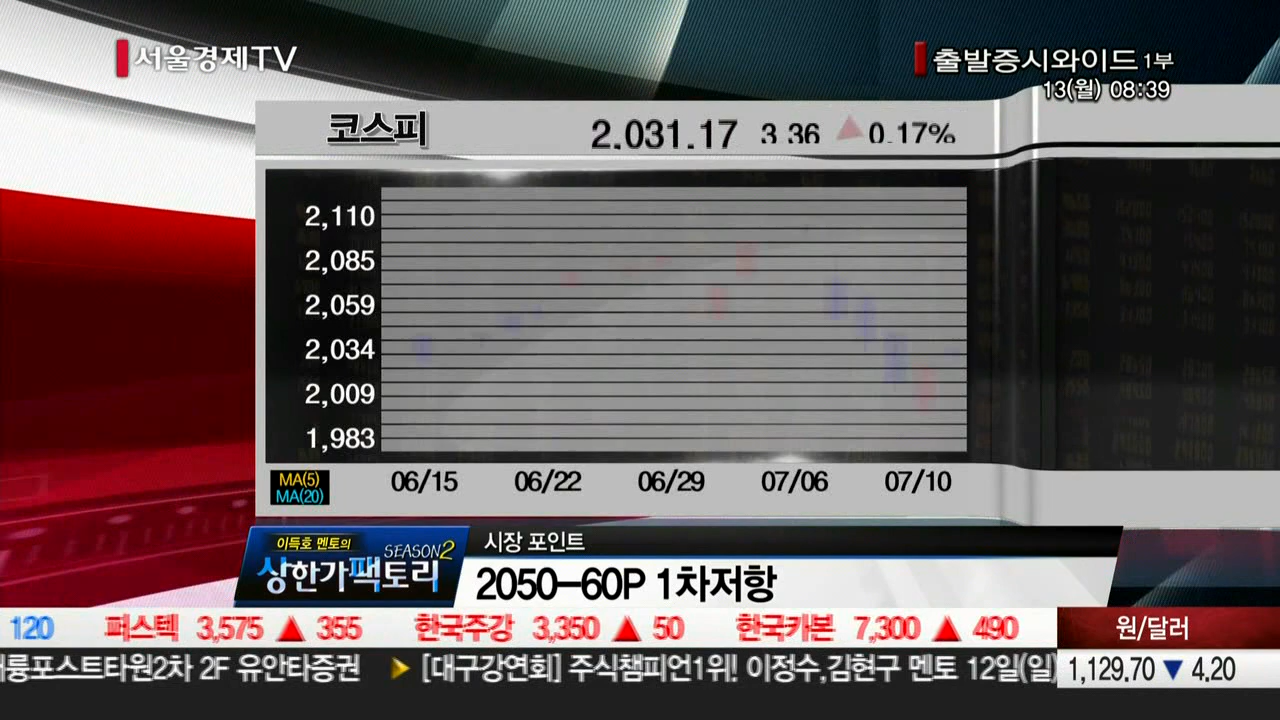 서울경제TV
출발증시와이드 1부
13(월) 08:39
코스피 2,031.17 3.36 ▲ 0.17%
2,110
2,085
2,059
2,034
2,009
1,983
MA(5)
MA(20)
06/15 06/22 06/29 07/06 07/10
이득호 멘토의
상한가팩토리 SEASON2
시장 포인트
2050-60P 1차저항
120 퍼스텍 3,575 ▲ 355 한국주강 3,350 ▲ 50 한국카본 7,300 ▲ 490
원/달러
륭포스트타원2차 2F 유안타증권 ▶ [대구강연회] 주식챔피언1위! 이정수,김현구 멘토 12일(일)
1,129.70 ▼ 4.20